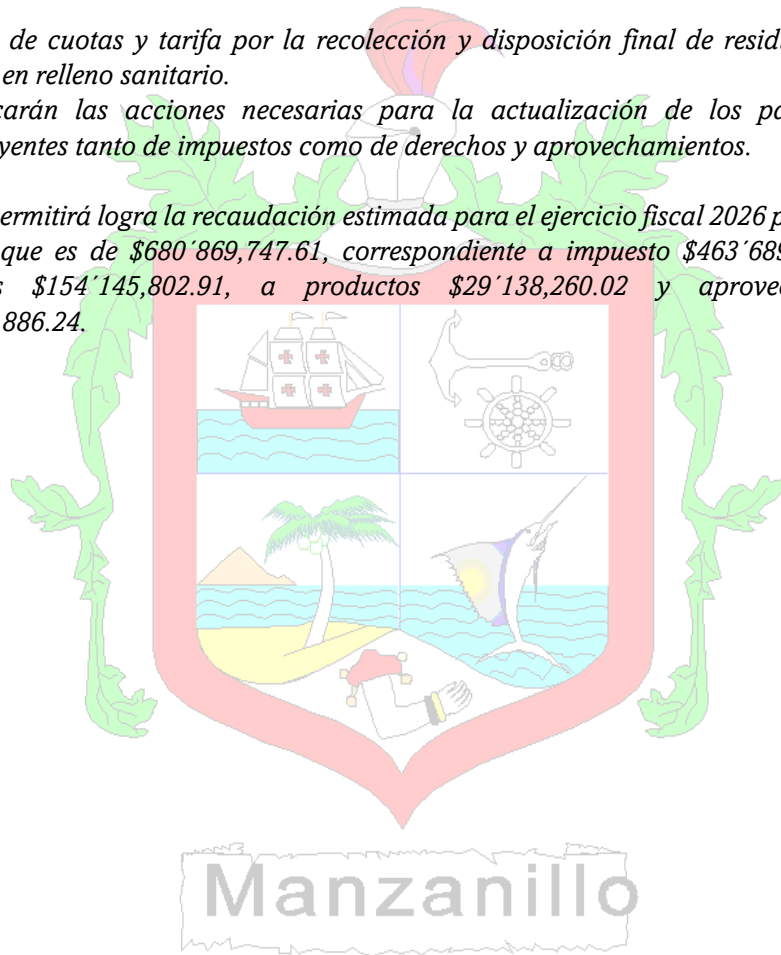 de cuotas y tarifa por la recolección y disposición final de resid
en relleno sanitario.
carán las acciones necesarias para la actualización de los
yentes tanto de impuestos como de derechos y aprovechamientos.
ermitirá logra la recaudación estimada para el ejercicio fiscal 2026 p
que es de $680´869,747.61, correspondiente a impuesto $463´689
s $154´145,802.91, a productos $29´138,260.02 y aprovec
886.24.
Manzanillo